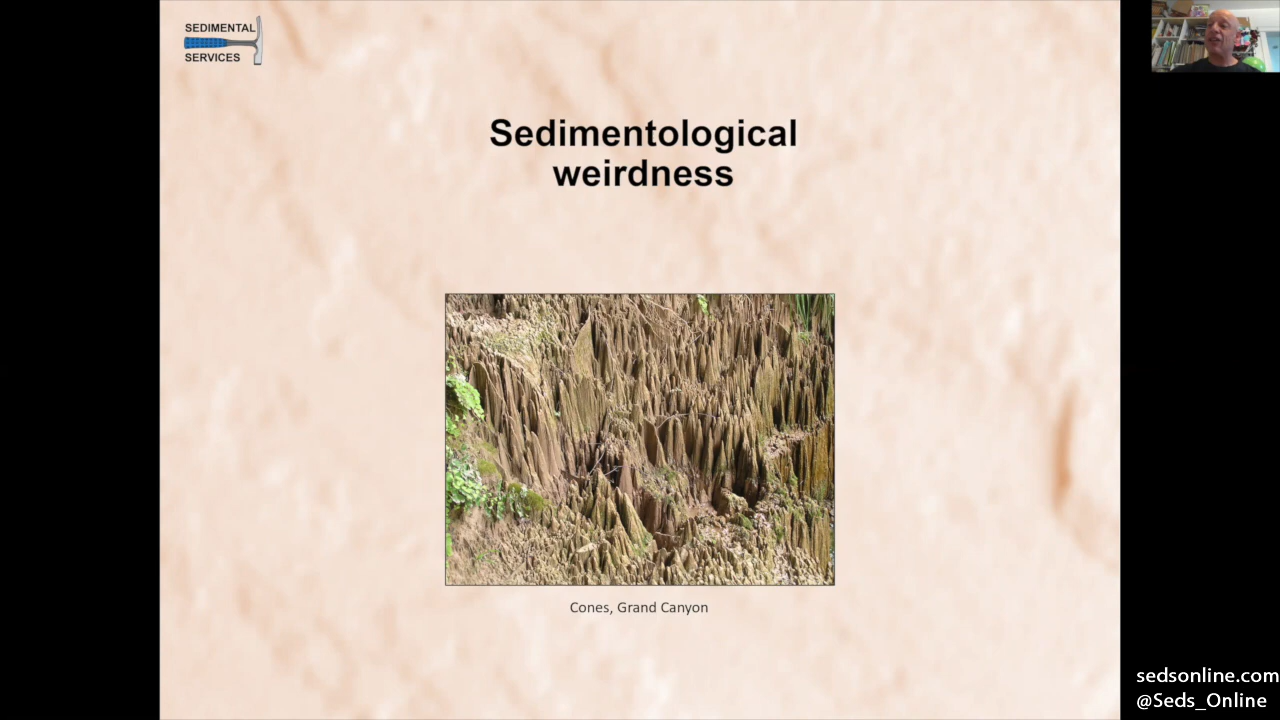 SEDIMENTAL
SERVICES
Sedimentological
weirdness
Cones, Grand Canyon
sedsonline.com
@Seds_Online